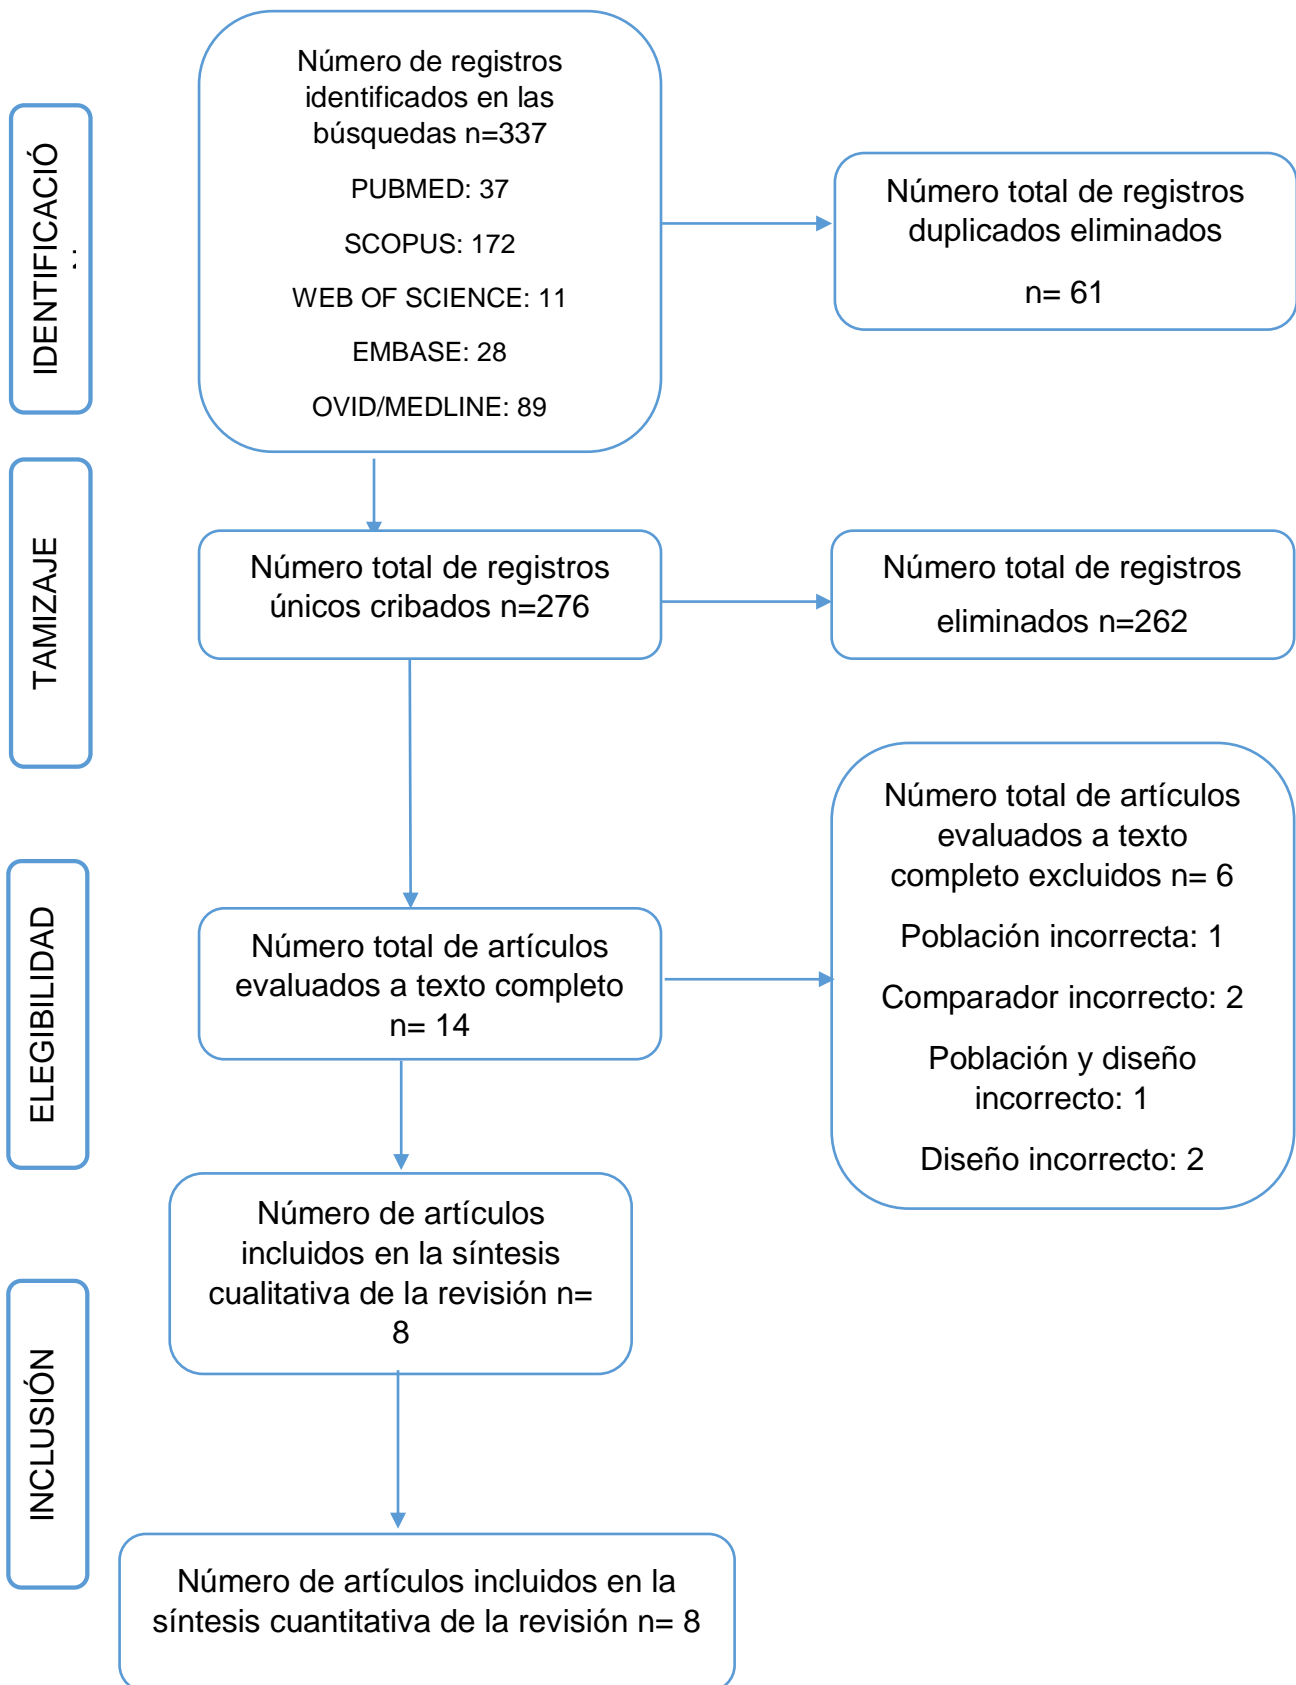 Número de registros
identificados en las
búsquedas n=337
PUBMED: 37
SCOPUS: 172
WEB OF SCIENCE: 11
EMBASE: 28
OVID/MEDLINE: 89
IDENTIFICACIÓ
Número total de registros
duplicados eliminados
n= 61
TAMIZAJE
Número total de registros
únicos cribados n=276
Número total de registros
eliminados n=262
Número total de artículos
evaluados a texto
completo excluidos n= 6
Población incorrecta: 1
Comparador incorrecto: 2
Población y diseño
incorrecto: 1
Diseño incorrecto: 2
ELEGIBILIDAD
Número total de artículos
evaluados a texto completo
n= 14
Número de artículos
incluidos en la síntesis
cualitativa de la revisión n=
8
INCLUSIÓN
Número de artículos incluidos en la
síntesis cuantitativa de la revisión n= 8